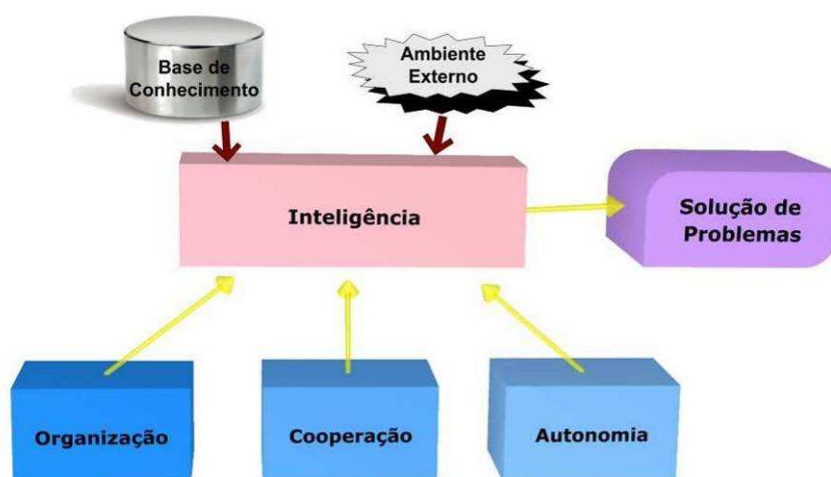 Base de
Conhecimento
Ambiente
Externo
Inteligência
Solução de
Problemas
Organização
Cooperação
Autonomia